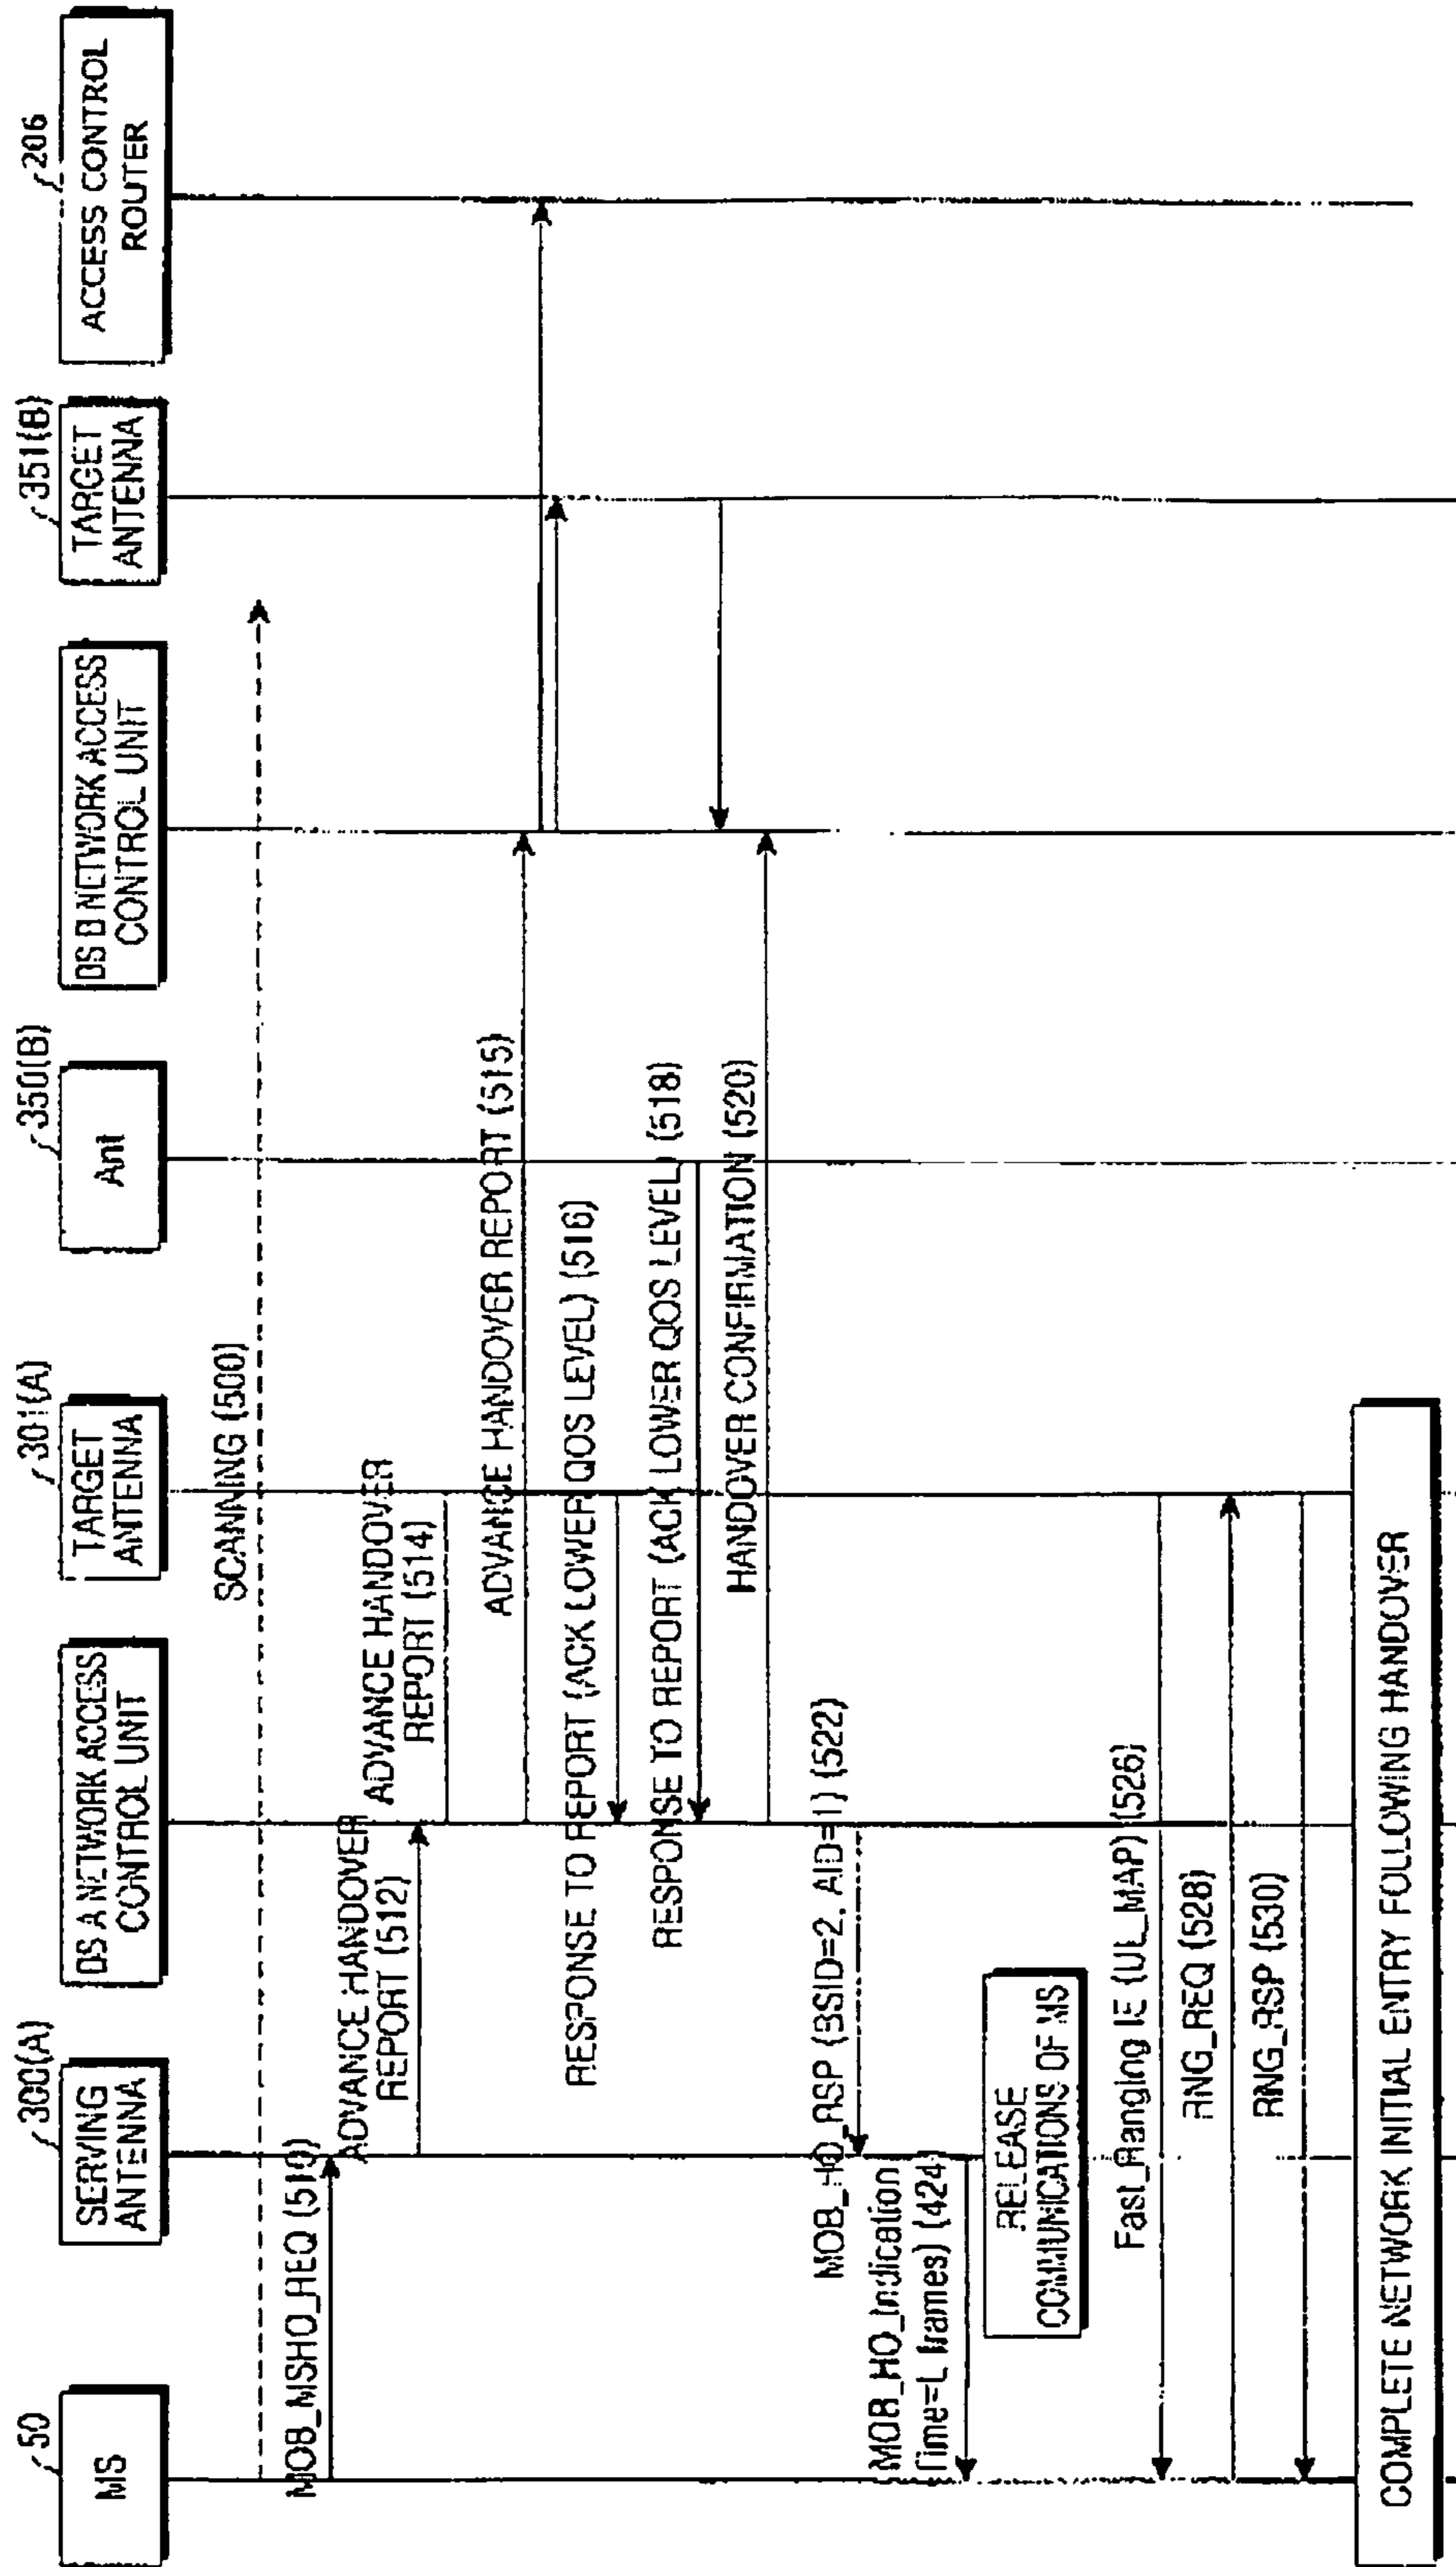 50
MS
300(A)
SERVING
ANTENNA
BS A NETWORK ACCESS
CONTROL UNIT
301(A)
TARGET
ANTENNA
350(B)
Ant
BS B NETWORK ACCESS
CONTROL UNIT
351(B)
TARGET
ANTENNA
206
ACCESS CONTROL
ROUTER
SCANNING (500)
MOB_MSHO_REQ (510)
ADVANCE HANDOVER
REPORT (512)
ADVANCE HANDOVER
REPORT (514)
ADVANCE HANDOVER REPORT (515)
RESPONSE TO REPORT (ACK LOWER QOS LEVEL) (516)
RESPONSE TO REPORT (ACK LOWER QOS LEVEL) (518)
HANDOVER CONFIRMATION (520)
MOB_HO_RSP (BSID=2, AID=1) (522)
MOB_HO_Indication
(Time=L frames) (424)
RELEASE
COMMUNICATIONS OF MS
Fast_Ranging IE (UL_MAP) (526)
RNG_REQ (528)
RNG_RSP (530)
COMPLETE NETWORK INITIAL ENTRY FOLLOWING HANDOVER